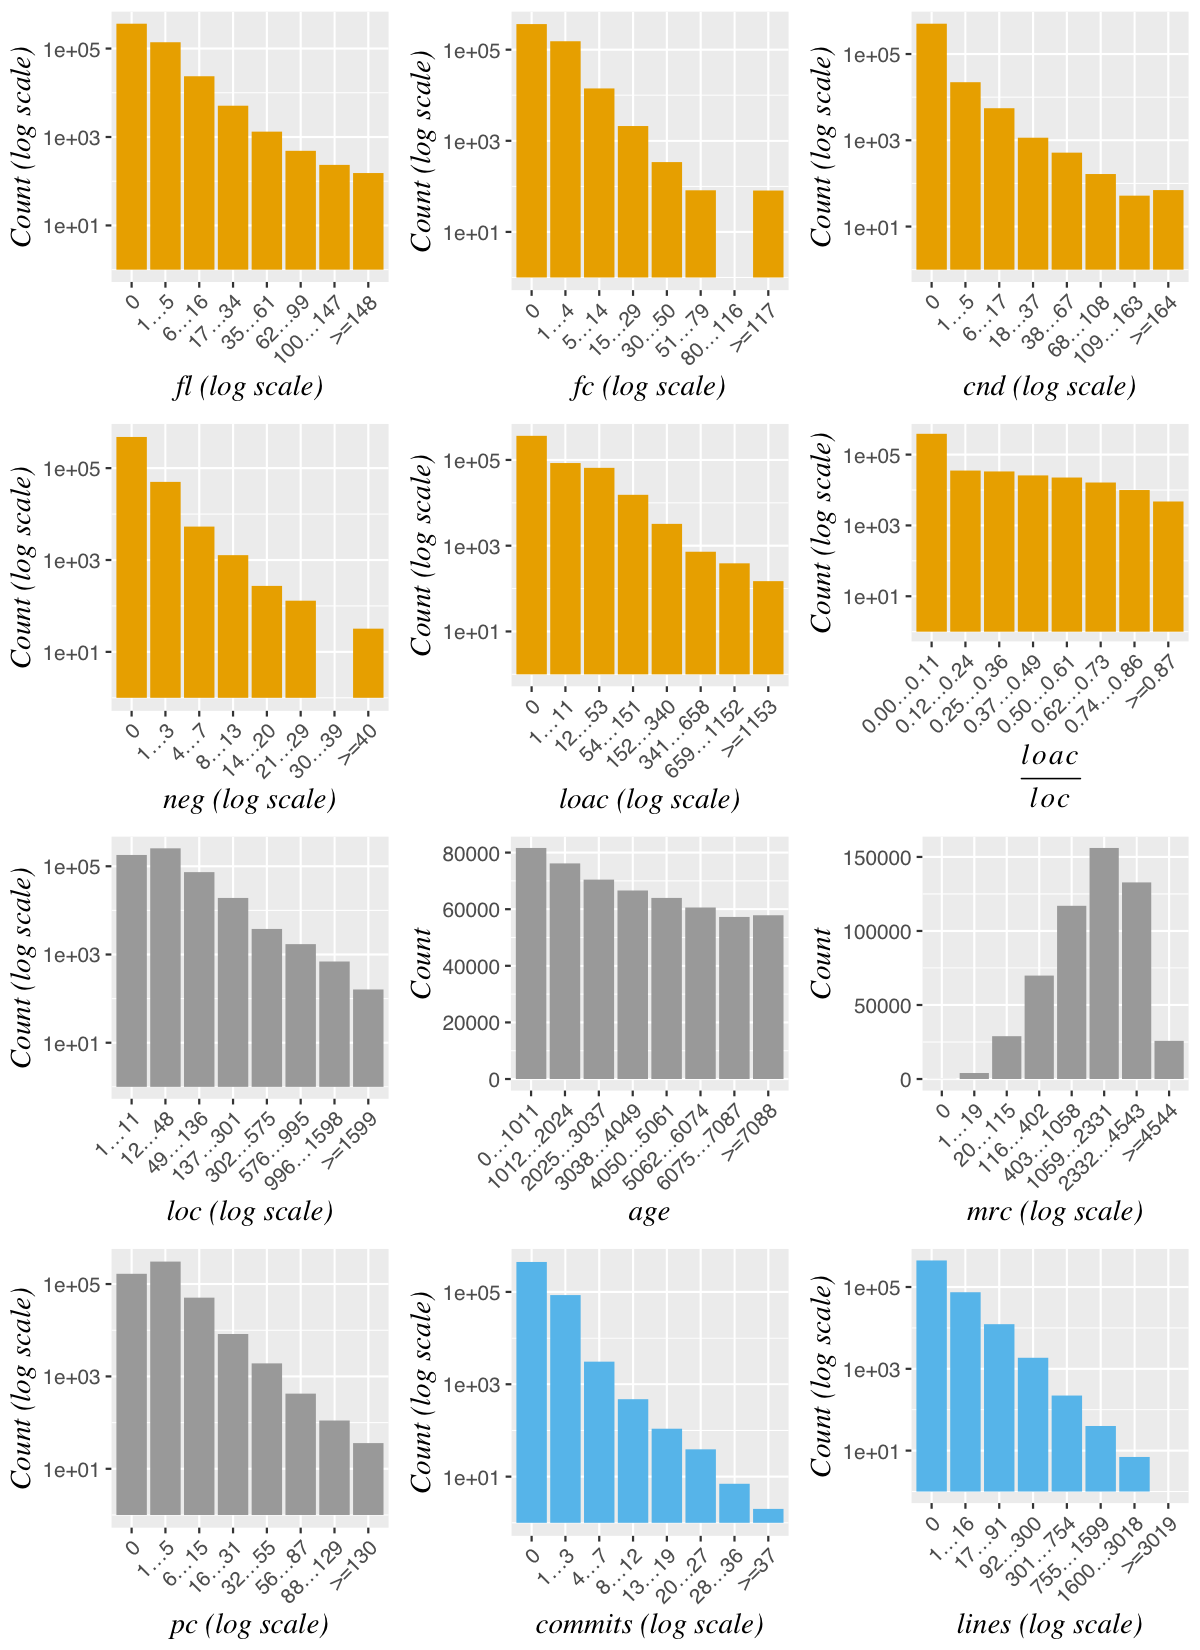 Count (log scale)
1e+05
1e+03
1e+01
0
1...5
6...16
17...34
35...61
62...99
100...147
>=148
fl (log scale)
Count (log scale)
1e+05
1e+03
1e+01
0
1...4
5...14
15...29
30...50
51...79
80...116
>=117
fc (log scale)
Count (log scale)
1e+05
1e+03
1e+01
0
1...5
6...17
18...37
38...67
68...108
109...163
>=164
cnd (log scale)
Count (log scale)
1e+05
1e+03
1e+01
0
1...3
4...7
8...13
14...20
21...29
30...39
>=40
neg (log scale)
Count (log scale)
1e+05
1e+03
1e+01
0
1...11
12...53
54...151
152...340
341...658
659...1152
>=1153
loac (log scale)
Count (log scale)
1e+05
1e+03
1e+01
0.00...0.11
0.12...0.24
0.25...0.36
0.37...0.49
0.50...0.61
0.62...0.73
0.74...0.86
>=0.87
loac
loc
Count (log scale)
1e+05
1e+03
1e+01
1...11
12...48
49...136
137...301
302...575
576...995
996...1598
>=1599
loc (log scale)
Count
80000
60000
40000
20000
0
0...1011
1012...2024
2025...3037
3038...4049
4050...5061
5062...6074
6075...7087
>=7088
age
Count
150000
100000
50000
0
0
1...19
20...115
116...402
403...1058
1059...2331
2332...4543
>=4544
mrc (log scale)
Count (log scale)
1e+05
1e+03
1e+01
0
1...5
6...15
16...31
32...55
56...87
88...129
>=130
pc (log scale)
Count (log scale)
1e+05
1e+03
1e+01
0
1...3
4...7
8...12
13...19
20...27
28...36
>=37
commits (log scale)
Count (log scale)
1e+05
1e+03
1e+01
0
1...16
17...91
92...300
301...754
755...1599
1600...3018
>=3019
lines (log scale)